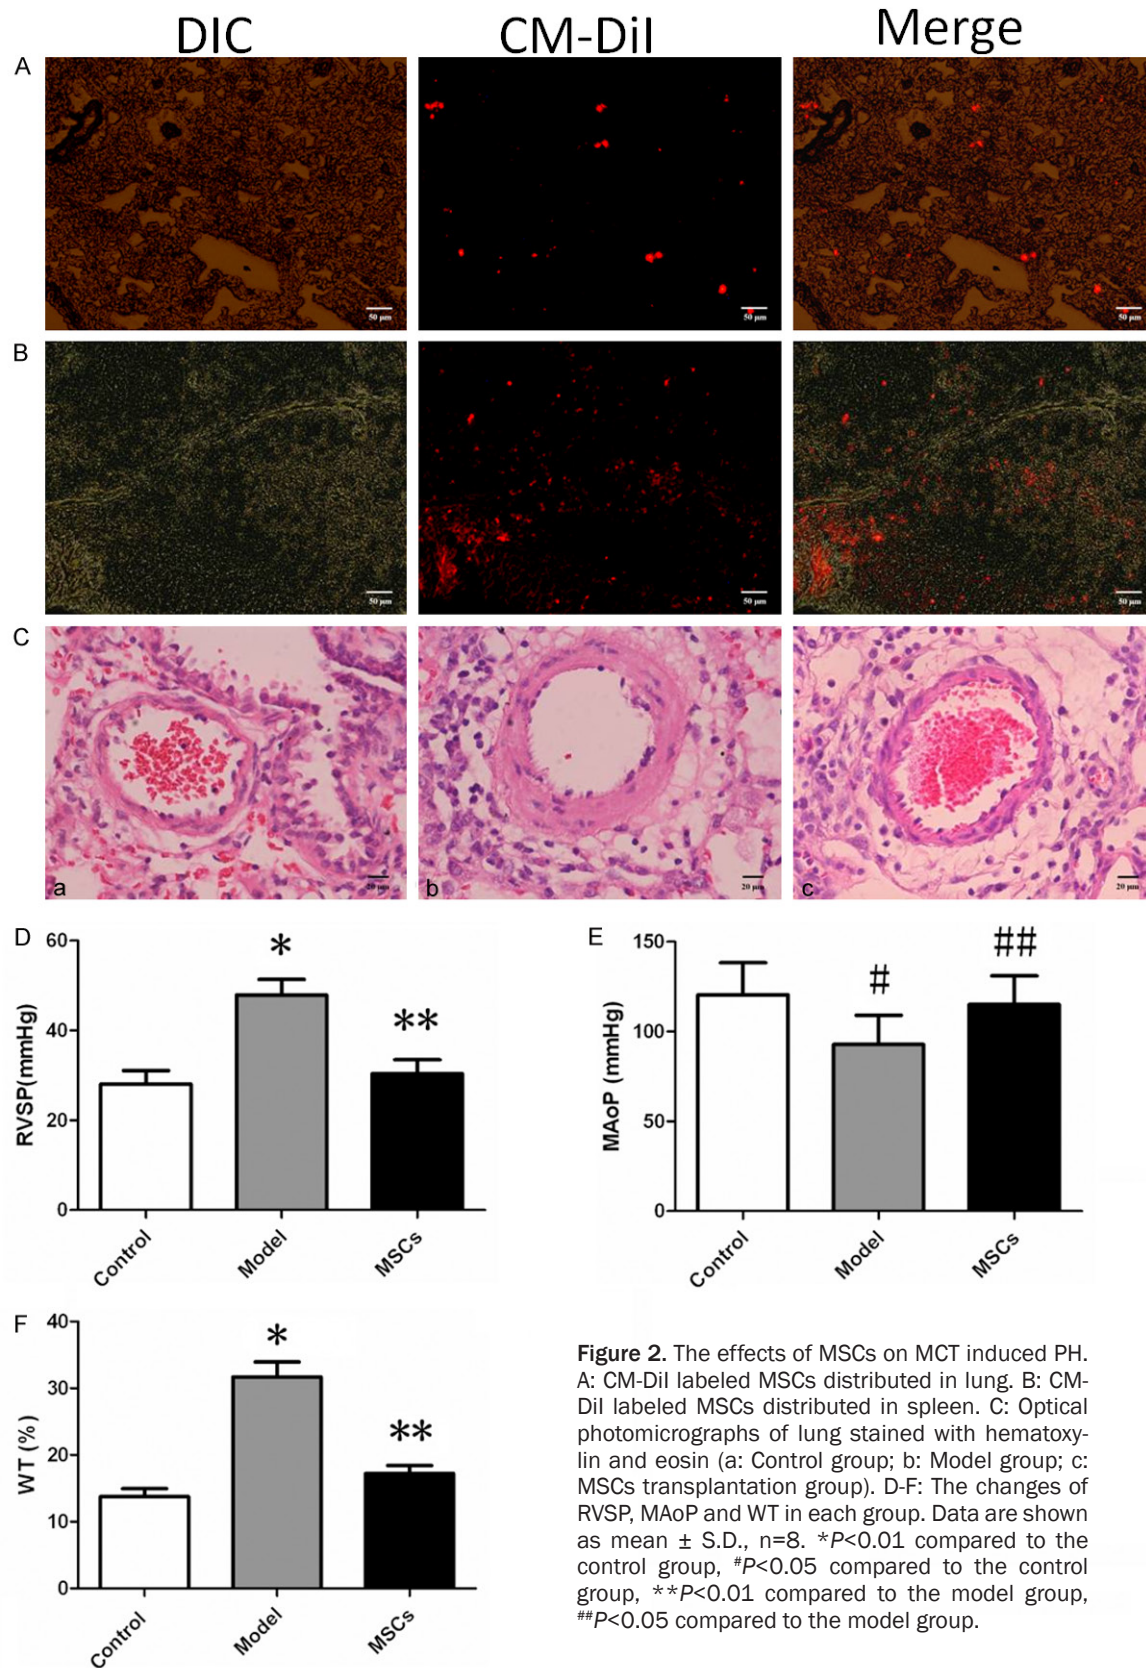 DIC CM-DiI Merge
A
50 µm 50 µm 50 µm
B
50 µm 50 µm 50 µm
C
a 20 µm b 20 µm c 20 µm
D
60
40
20
0
RVSP(mmHg)
* **
Control Model MSCs
E
150
100
50
0
MAoP (mmHg)
# ##
Control Model MSCs
F
40
30
20
10
0
WT (%)
* **
Control Model MSCs
Figure 2. The effects of MSCs on MCT induced PH.
A: CM-DiI labeled MSCs distributed in lung. B: CM-
DiI labeled MSCs distributed in spleen. C: Optical
photomicrographs of lung stained with hematoxy-
lin and eosin (a: Control group; b: Model group; c:
MSCs transplantation group). D-F: The changes of
RVSP, MAoP and WT in each group. Data are shown
as mean ± S.D., n=8. *P<0.01 compared to the
control group, #P<0.05 compared to the control
group, **P<0.01 compared to the model group,
##P<0.05 compared to the model group.